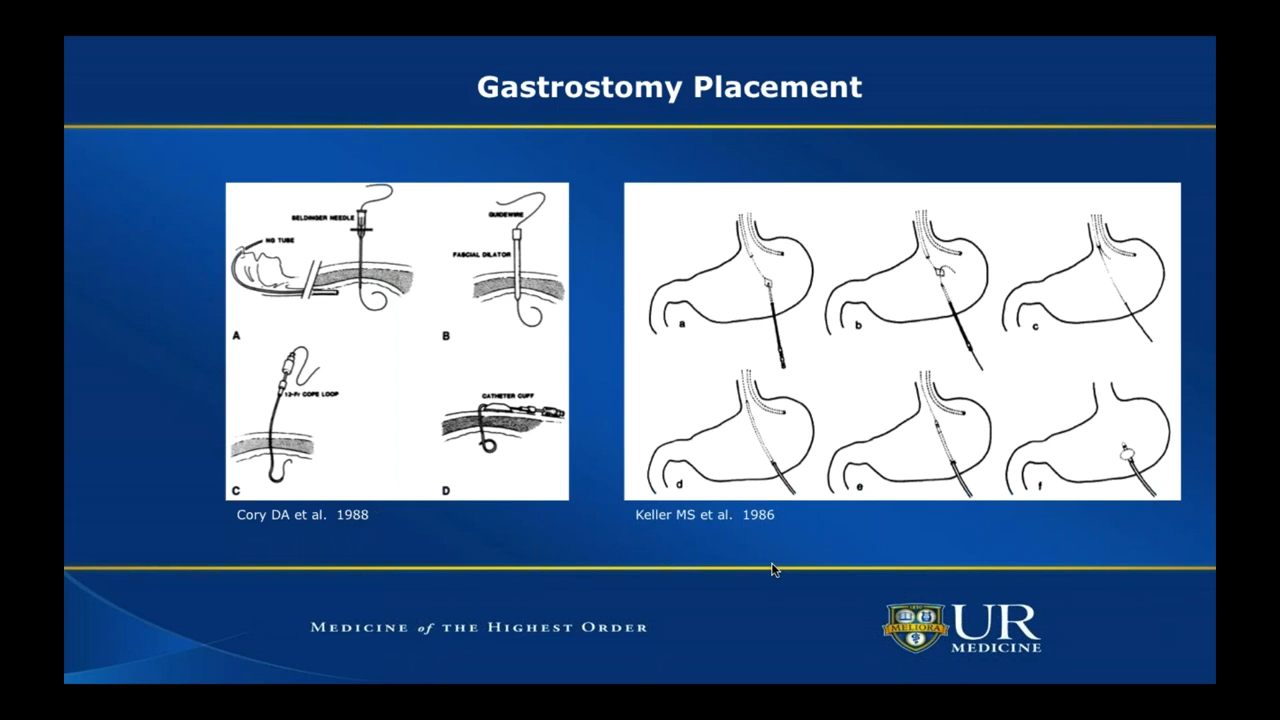 Gastrostomy Placement
SELDINGER NEEDLE
NG TUBE
A
GUIDEWIRE
FASCIAL DILATOR
B
12-Fr COPE LOOP
C
CATHETER CUFF
D
a
b
c
d
e
f
Cory DA et al. 1988
Keller MS et al. 1986
MEDICINE of THE HIGHEST ORDER
1850
MELIORA
UR
MEDICINE